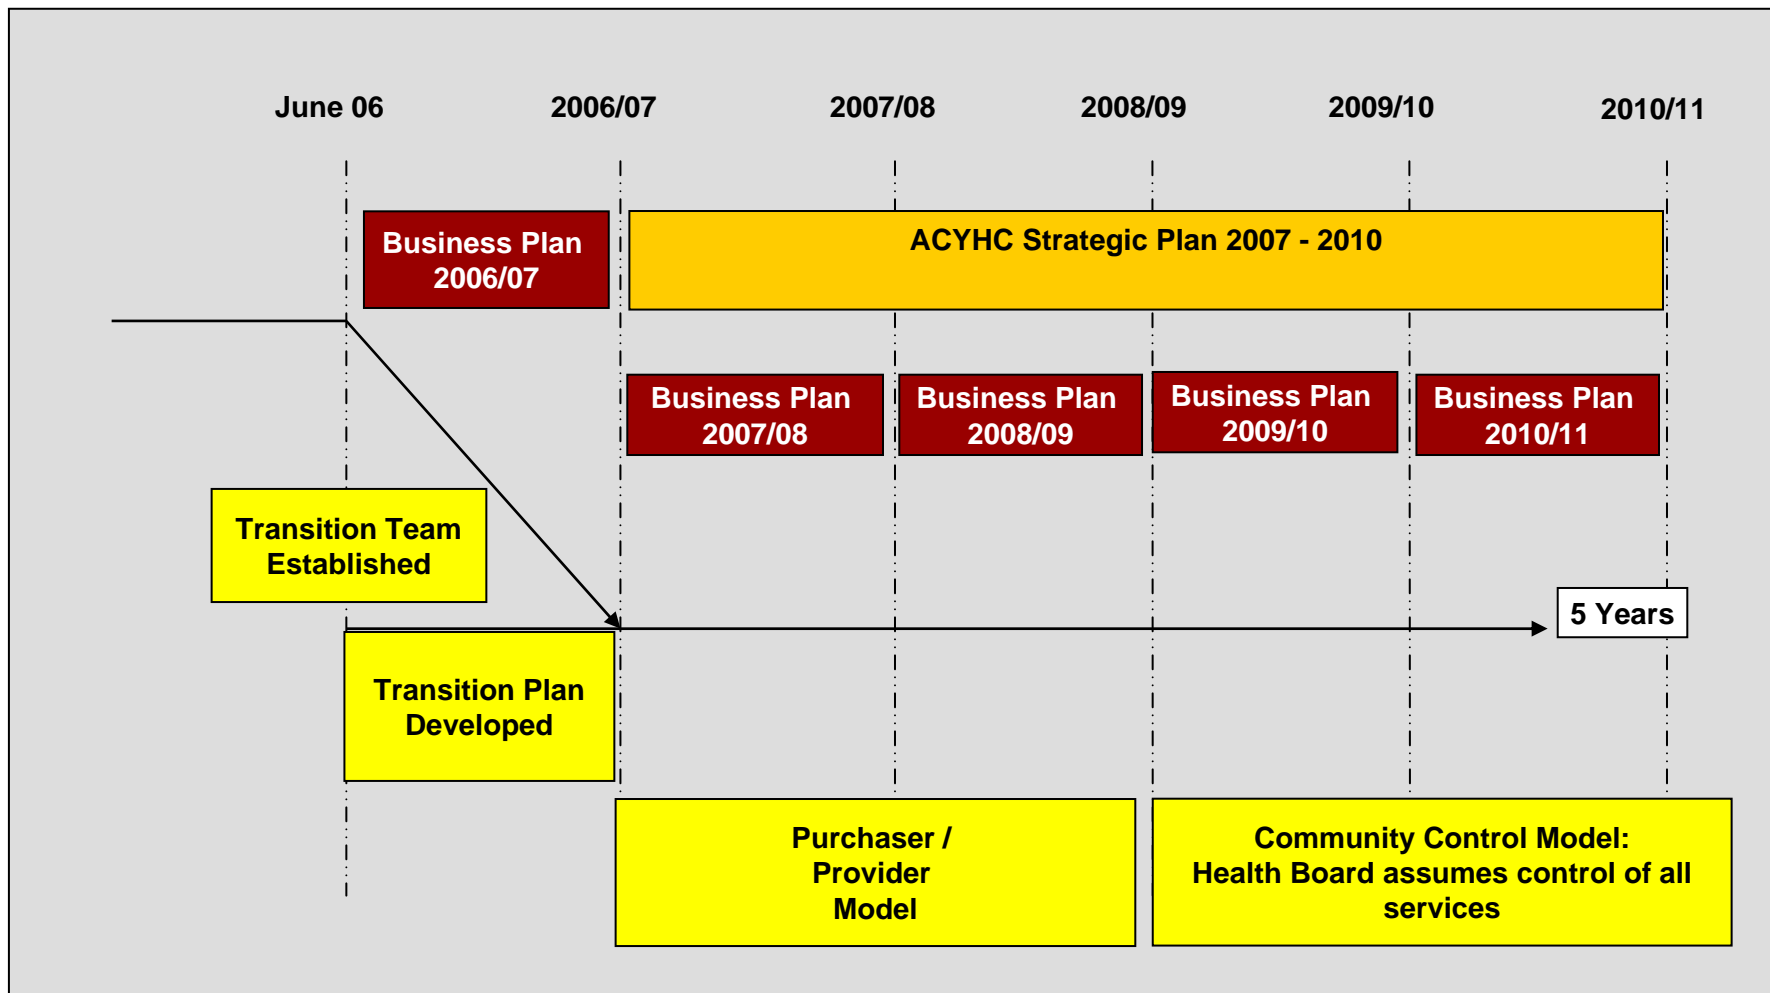 June 06
2006/07
2007/08
2008/09
2009/10
2010/11
Business Plan
2006/07
ACYHC Strategic Plan 2007 - 2010
Business Plan
2007/08
Business Plan
2008/09
Business Plan
2009/10
Business Plan
2010/11
Transition Team
Established
5 Years
Transition Plan
Developed
Purchaser /
Provider
Model
Community Control Model:
Health Board assumes control of all
services